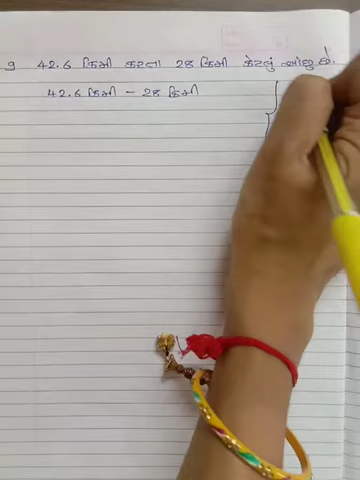 9 42.6 કિમી કરતા 28 કિમી કેટલું ઓછુ છે.
42.6 કિમી - 28 કિમી